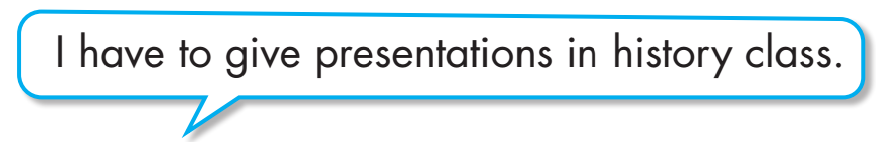 I have to give presentations in history class.